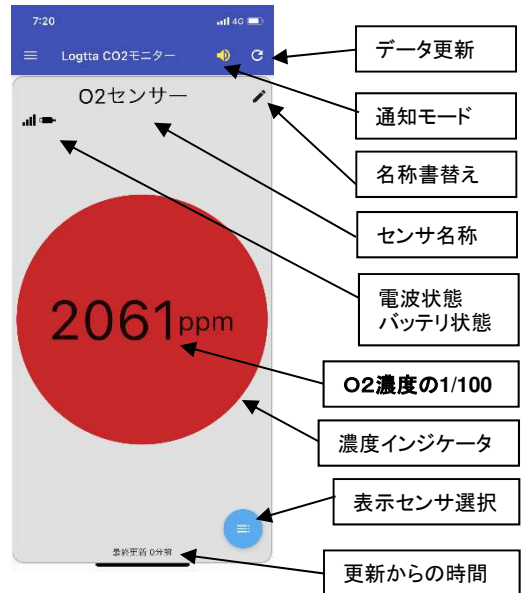 7:20
4G
Logtta CO2モニター
O2センサー
2061ppm
最終更新 0分前
データ更新
通知モード
名称書替え
センサ名称
電波状態
バッテリ状態
O2濃度の1/100
濃度インジケータ
表示センサ選択
更新からの時間